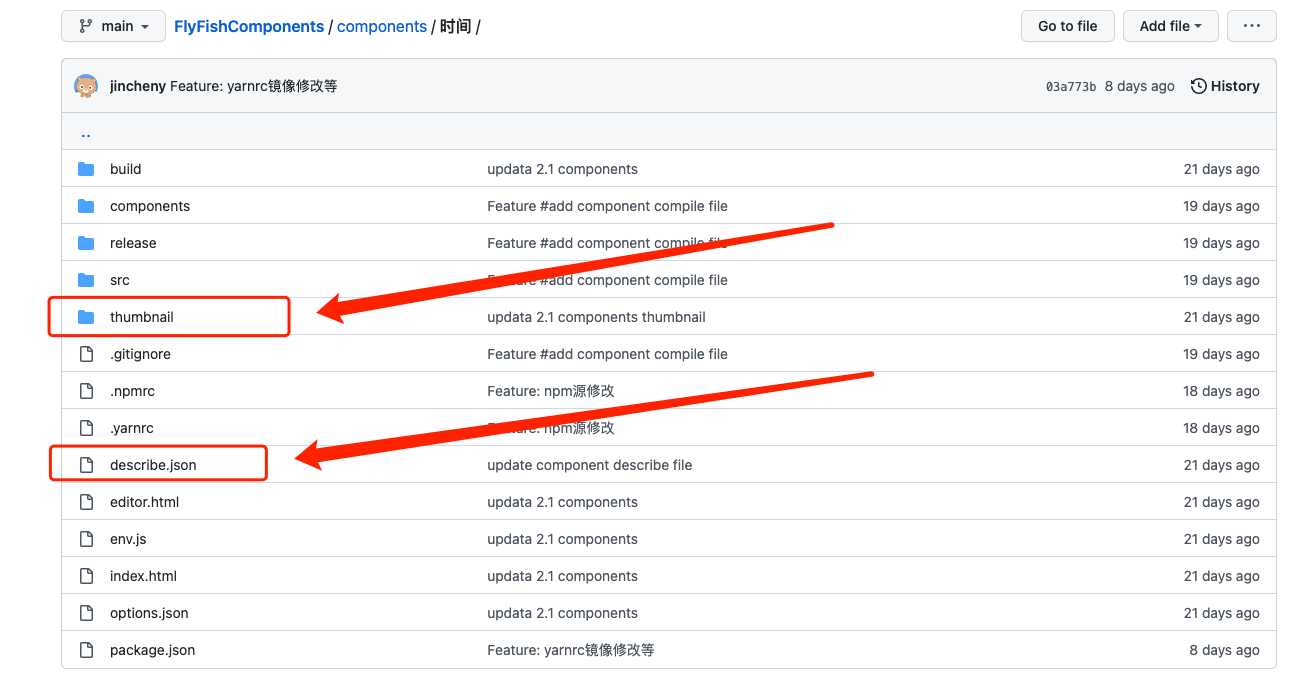 main
FlyFishComponents / components / 时间 /
Go to file
Add file
jincheny Feature: yarnrc镜像修改等
03a773b 8 days ago
History
..
build updata 2.1 components 21 days ago
components Feature #add component compile file 19 days ago
release Feature #add component compile file 19 days ago
src Feature #add component compile file 19 days ago
thumbnail updata 2.1 components thumbnail 21 days ago
.gitignore Feature #add component compile file 19 days ago
.npmrc Feature: npm源修改 18 days ago
.yarnrc Feature: npm源修改 18 days ago
describe.json update component describe file 21 days ago
editor.html updata 2.1 components 21 days ago
env.js updata 2.1 components 21 days ago
index.html updata 2.1 components 21 days ago
options.json updata 2.1 components 21 days ago
package.json Feature: yarnrc镜像修改等 8 days ago